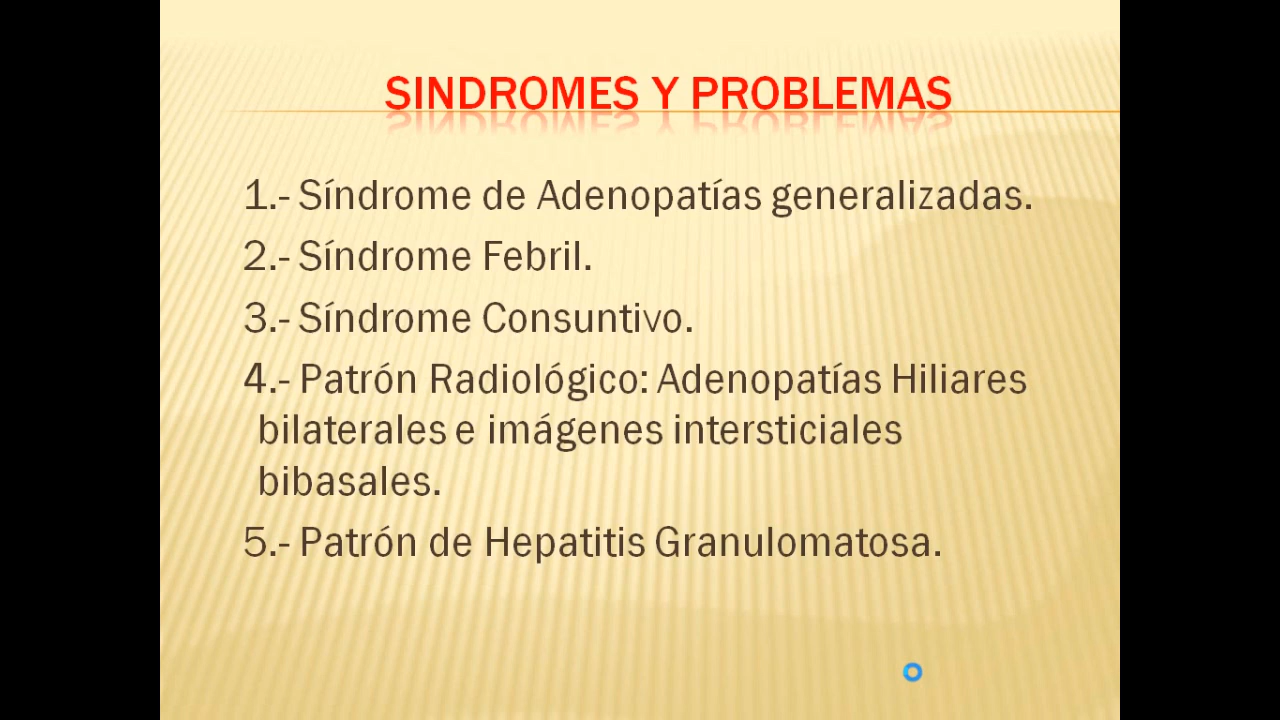 SINDROMES Y PROBLEMAS
1.- Síndrome de Adenopatías generalizadas.
2.- Síndrome Febril.
3.- Síndrome Consuntivo.
4.- Patrón Radiológico: Adenopatías Hiliares
bilaterales e imágenes intersticiales
bibasales.
5.- Patrón de Hepatitis Granulomatosa.